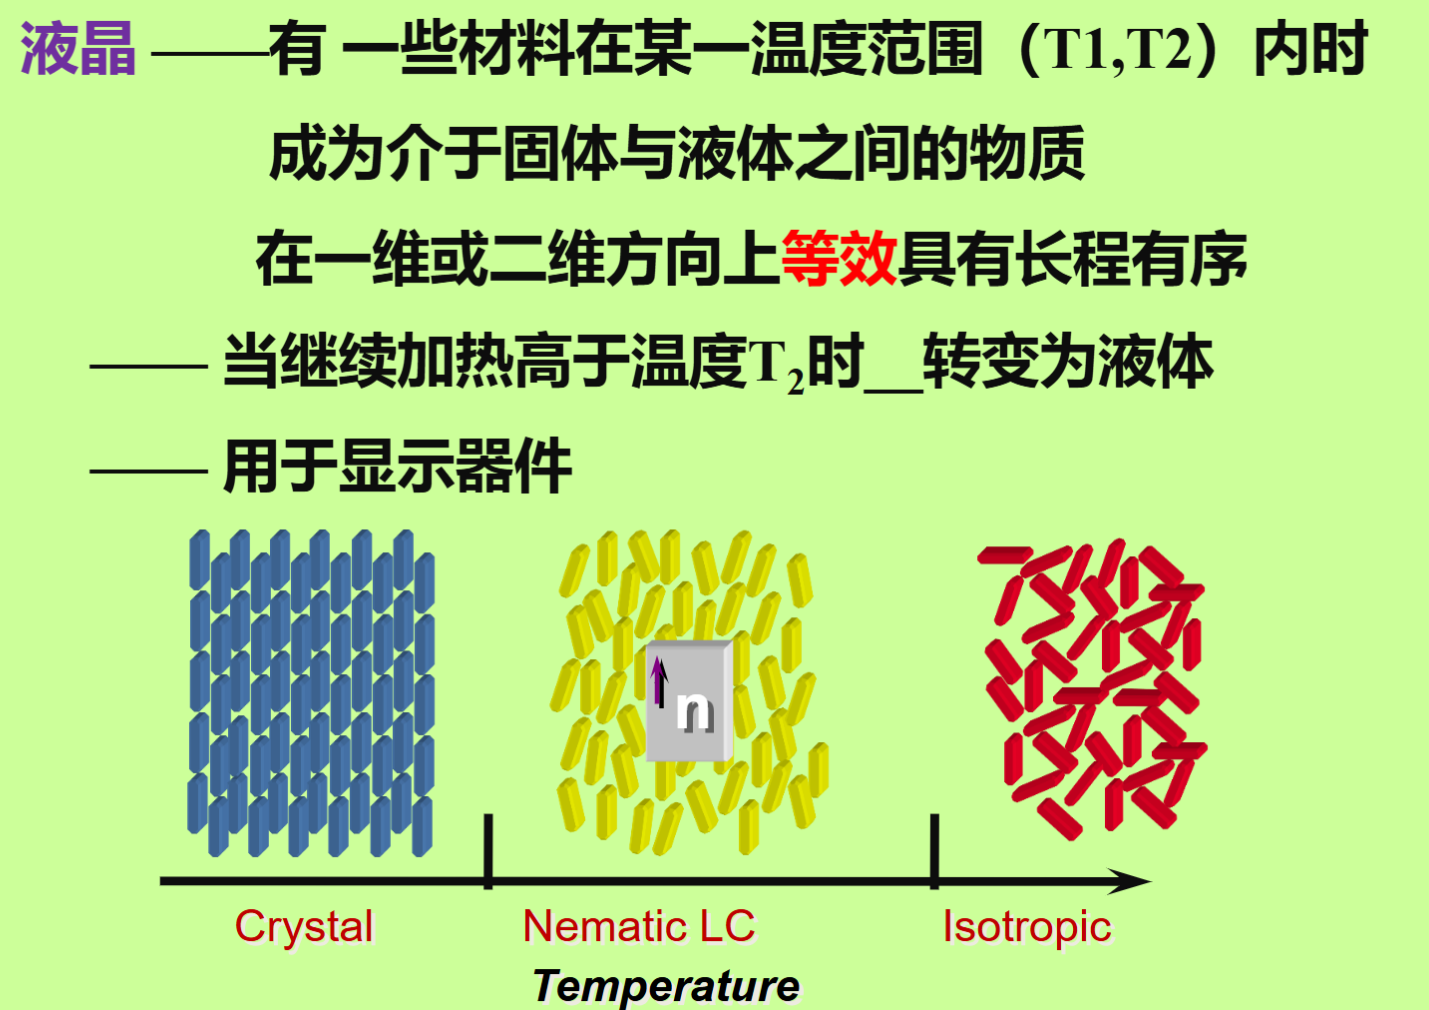 液晶 ——有 一些材料在某一温度范围（T1,T2）内时
成为介于固体与液体之间的物质
在一维或二维方向上等效具有长程有序
—— 当继续加热高于温度T₂时__转变为液体
—— 用于显示器件
n
Crystal Nematic LC Isotropic
Temperature